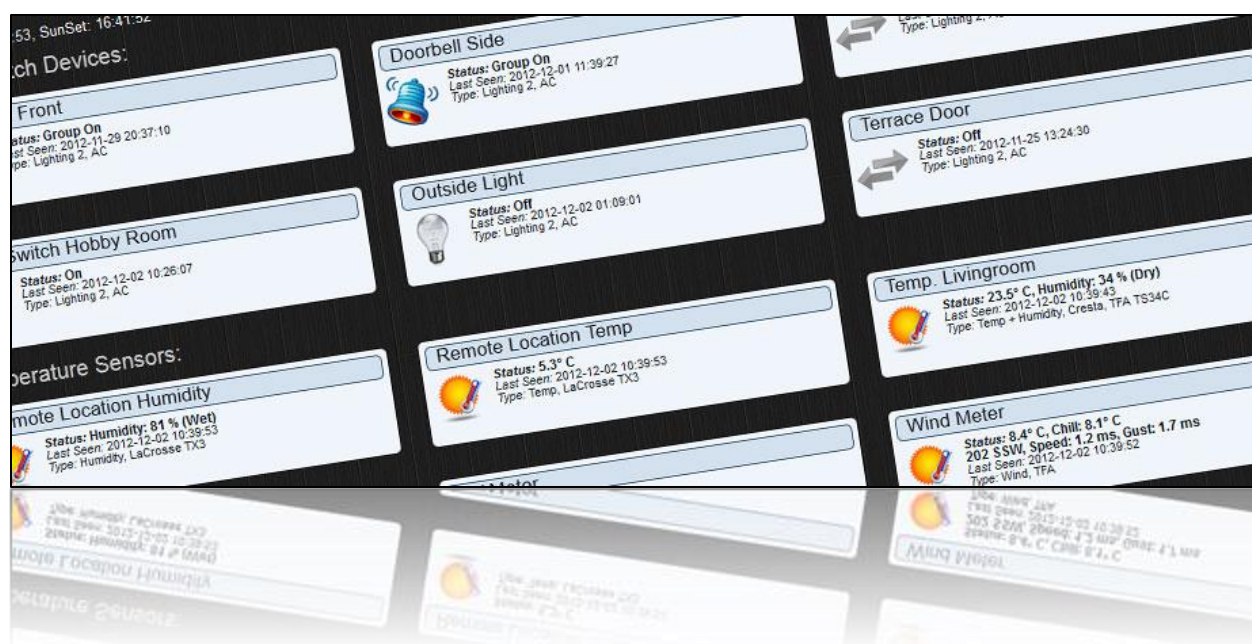 :53, SunSet: 16:41:52
ch Devices:
Front
atus: Group On
st Seen: 2012-11-29 20:37:10
ype: Lighting 2, AC
Doorbell Side
Status: Group On
Last Seen: 2012-12-01 11:39:27
Type: Lighting 2, AC
Type: Lighting 2, AC
Switch Hobby Room
Status: On
Last Seen: 2012-12-02 10:26:07
Type: Lighting 2, AC
Outside Light
Status: Off
Last Seen: 2012-12-02 01:09:01
Type: Lighting 2, AC
Terrace Door
Status: Off
Last Seen: 2012-11-25 13:24:30
Type: Lighting 2, AC
perature Sensors:
mote Location Humidity
Status: Humidity: 81 % (Wet)
Last Seen: 2012-12-02 10:39:53
Type: Humidity, LaCrosse TX3
Remote Location Temp
Status: 5.3° C
Last Seen: 2012-12-02 10:39:53
Type: Temp, LaCrosse TX3
Temp. Livingroom
Status: 23.5° C, Humidity: 34 % (Dry)
Last Seen: 2012-12-02 10:39:43
Type: Temp + Humidity, Cresta, TFA TS34C
Meter
Wind Meter
Status: 8.4° C, Chill: 8.1° C
202 SSW, Speed: 1.2 ms, Gust: 1.7 ms
Last Seen: 2012-12-02 10:39:52
Type: Wind, TFA